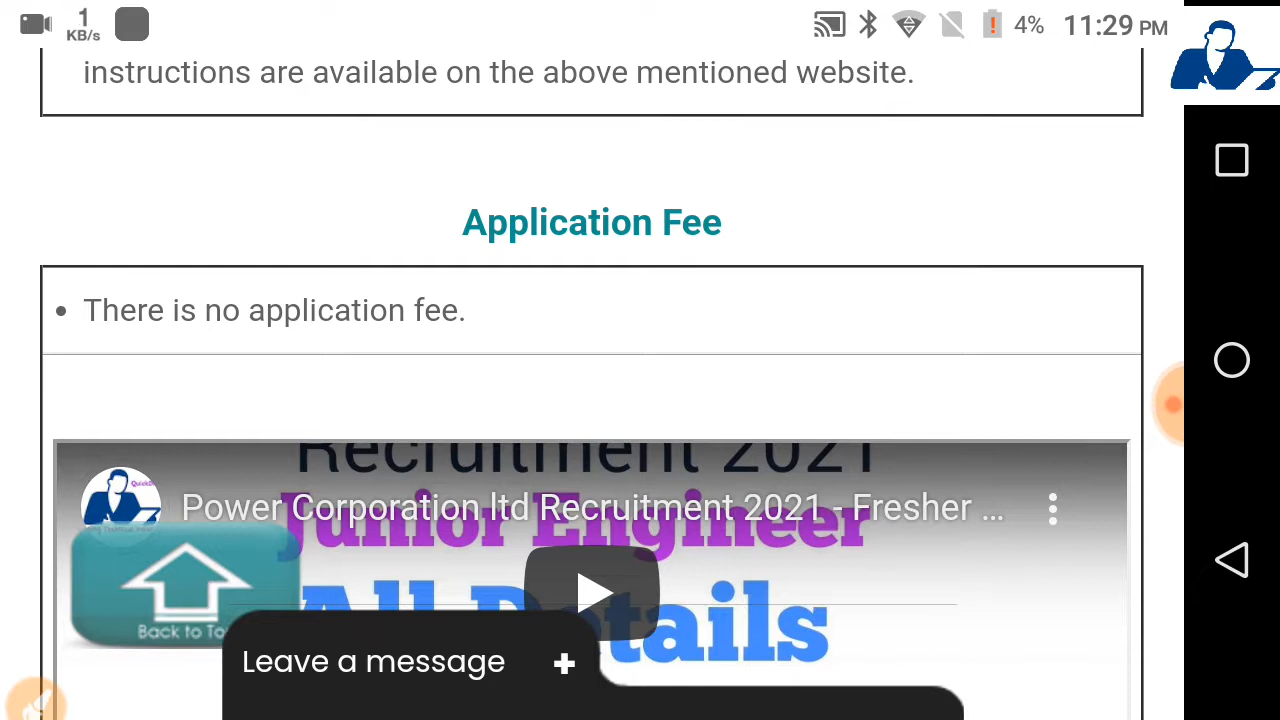 1
KB/s
4% 11:29 PM
instructions are available on the above mentioned website.
Application Fee
• There is no application fee.
Recruitment 2021
Power Corporation ltd Recruitment 2021 - Fresher ...
Junior Engineer
All Details
Back to To
Leave a message +